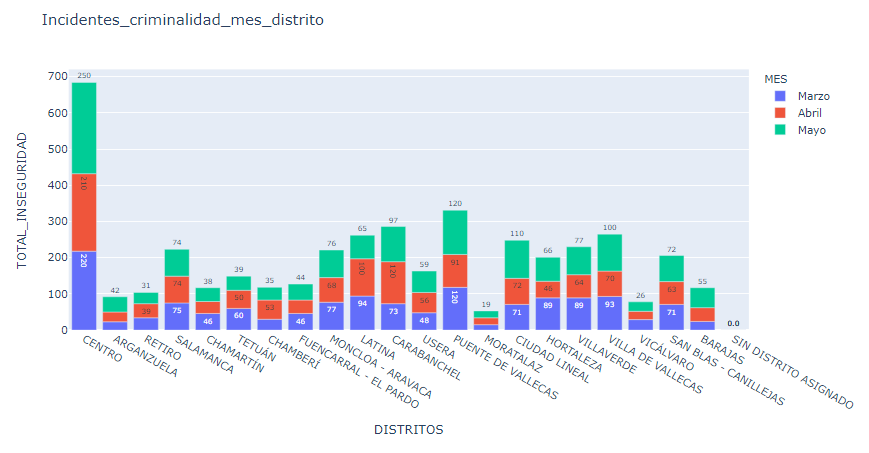 Incidentes_criminalidad_mes_distrito
MES
Marzo
Abril
Mayo
TOTAL_INSEGURIDAD
700
600
500
400
300
200
100
0
250
42
31
74
38
39
35
44
76
65
97
59
120
19
110
66
77
100
26
72
55
0.0
210
39
74
50
53
68
100
120
56
91
72
46
64
70
63
220
75
46
60
46
77
94
73
48
120
71
89
89
93
71
CENTRO
ARGANZUELA
RETIRO
SALAMANCA
CHAMARTÍN
TETUÁN
CHAMBERÍ
FUENCARRAL - EL PARDO
MONCLOA - ARAVACA
LATINA
CARABANCHEL
USERA
PUENTE DE VALLECAS
MORATALAZ
CIUDAD LINEAL
HORTALEZA
VILLAVERDE
VILLA DE VALLECAS
VICÁLVARO
SAN BLAS - CANILLEJAS
BARAJAS
SIN DISTRITO ASIGNADO
DISTRITOS